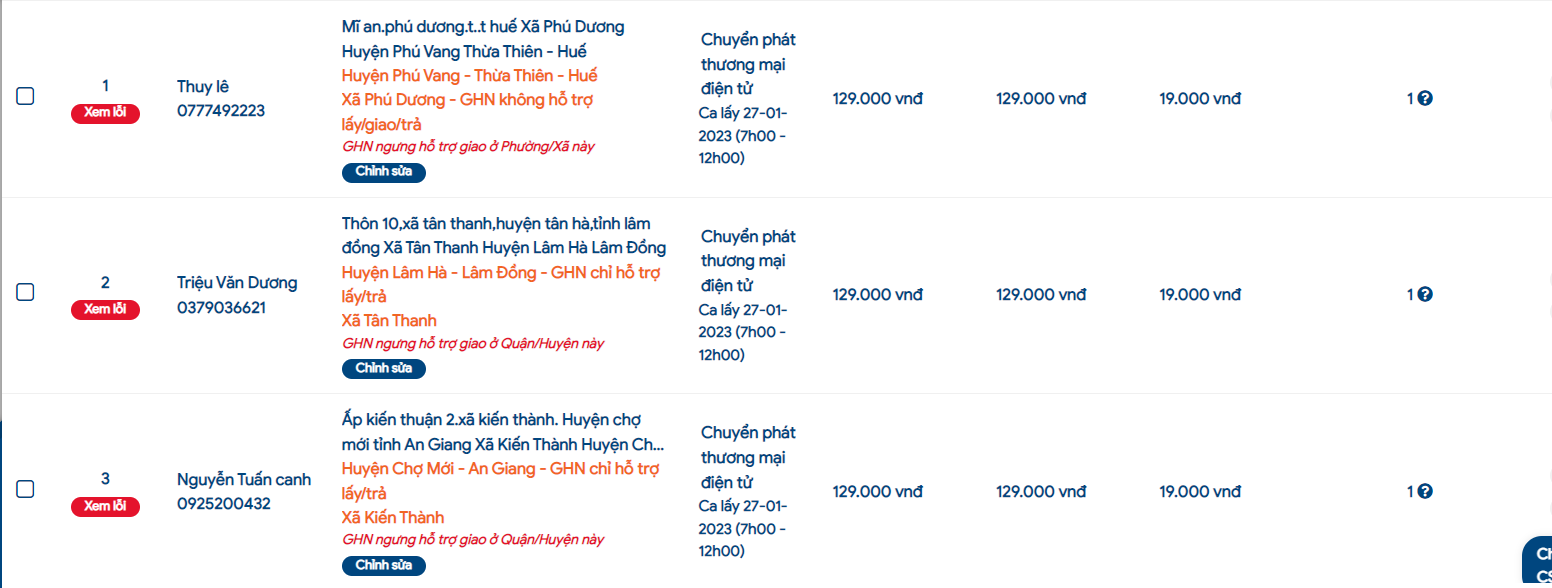 Mĩ an.phú dương.t..t huế Xã Phú Dương
Huyện Phú Vang Thừa Thiên - Huế
Huyện Phú Vang - Thừa Thiên - Huế
Xã Phú Dương - GHN không hỗ trợ
lấy/giao/trả
GHN ngưng hỗ trợ giao ở Phường/Xã này
Chỉnh sửa
1
Xem lỗi
Thuy lê
0777492223
Chuyển phát
thương mại
điện tử
Ca lấy 27-01-
2023 (7h00 -
12h00)
129.000 vnđ
129.000 vnđ
19.000 vnđ
1
Thôn 10,xã tân thanh,huyện tân hà,tỉnh lâm
đồng Xã Tân Thanh Huyện Lâm Hà Lâm Đồng
Huyện Lâm Hà - Lâm Đồng - GHN chỉ hỗ trợ
lấy/trả
Xã Tân Thanh
GHN ngưng hỗ trợ giao ở Quận/Huyện này
Chỉnh sửa
2
Xem lỗi
Triệu Văn Dương
0379036621
Chuyển phát
thương mại
điện tử
Ca lấy 27-01-
2023 (7h00 -
12h00)
129.000 vnđ
129.000 vnđ
19.000 vnđ
1
Ấp kiến thuận 2.xã kiến thành. Huyện chợ
mới tỉnh An Giang Xã Kiến Thành Huyện Ch...
Huyện Chợ Mới - An Giang - GHN chỉ hỗ trợ
lấy/trả
Xã Kiến Thành
GHN ngưng hỗ trợ giao ở Quận/Huyện này
Chỉnh sửa
3
Xem lỗi
Nguyễn Tuấn canh
0925200432
Chuyển phát
thương mại
điện tử
Ca lấy 27-01-
2023 (7h00 -
12h00)
129.000 vnđ
129.000 vnđ
19.000 vnđ
1